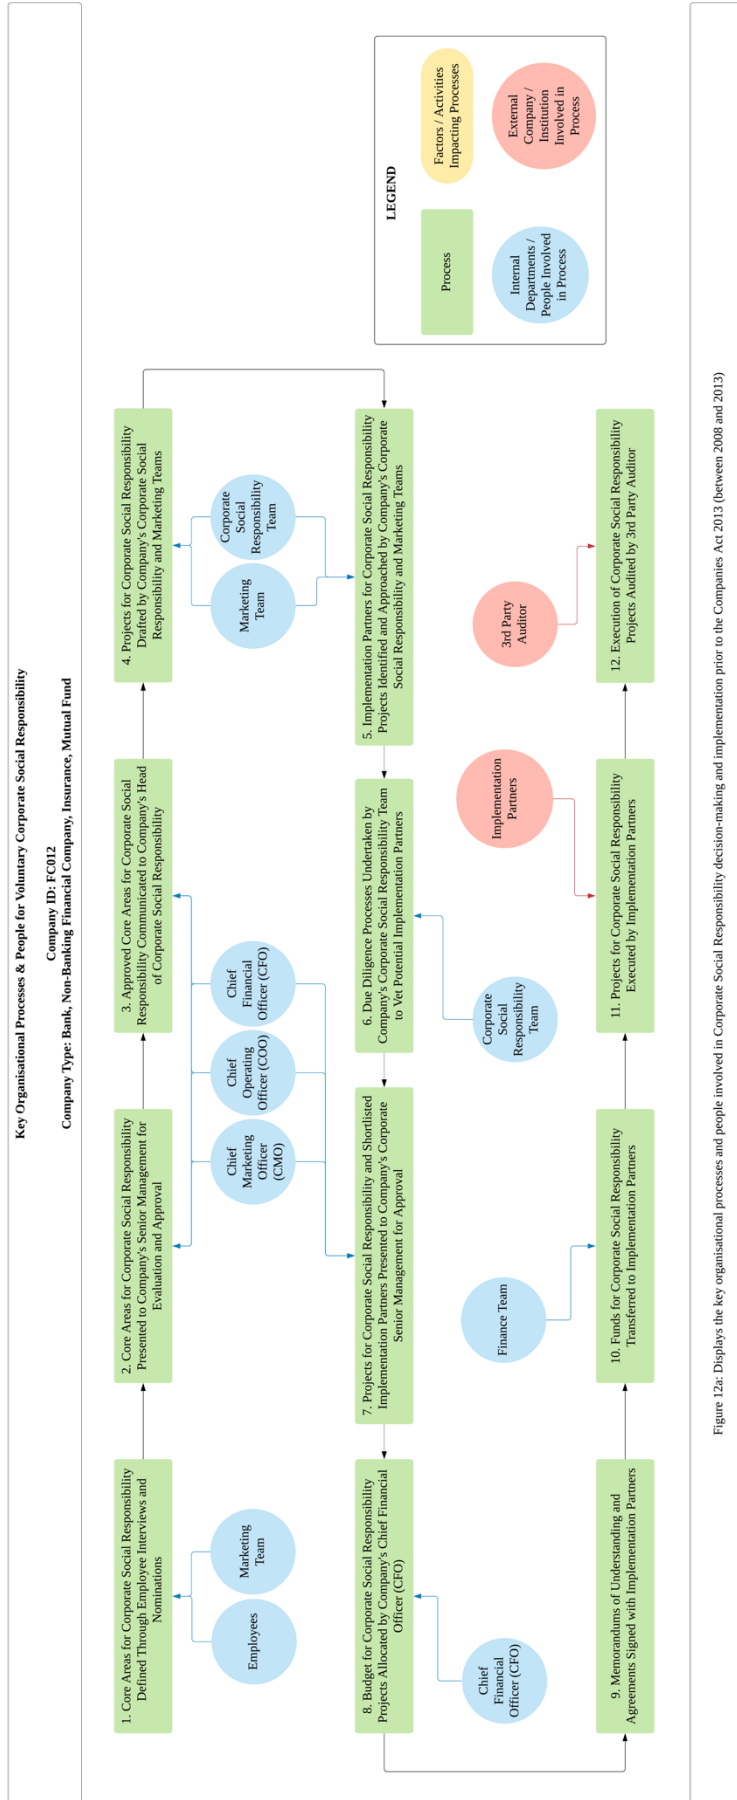 Key Organisational Processes & People for Voluntary Corporate Social Responsibility
Company ID: FC012
Company Type: Bank, Non-Banking Financial Company, Insurance, Mutual Fund
1. Core Areas for Corporate Social Responsibility
Defined Through Employee Interviews and
Nominations
2. Core Areas for Corporate Social Responsibility
Presented to Company's Senior Management for
Evaluation and Approval
3. Approved Core Areas for Corporate Social
Responsibility Communicated to Company's Head
of Corporate Social Responsibility
4. Projects for Corporate Social Responsibility
Drafted by Company's Corporate Social
Responsibility and Marketing Teams
Employees
Marketing
Team
Chief
Marketing
Officer
(CMO)
Chief
Operating
Officer (COO)
Chief
Financial
Officer (CFO)
Marketing
Team
Corporate
Social
Responsibility
Team
8. Budget for Corporate Social Responsibility
Projects Allocated by Company's Chief Financial
Officer (CFO)
7. Projects for Corporate Social Responsibility and Shortlisted
Implementation Partners Presented to Company's Corporate
Senior Management for Approval
6. Due Diligence Processes Undertaken by
Company's Corporate Social Responsibility Team
to Vet Potential Implementation Partners
5. Implementation Partners for Corporate Social Responsibility
Projects Identified and Approached by Company's Corporate
Social Responsibility and Marketing Teams
Chief
Financial
Officer (CFO)
Finance Team
Corporate
Social
Responsibility
Team
Implementation
Partners
3rd Party
Auditor
9. Memorandums of Understanding and
Agreements Signed with Implementation Partners
10. Funds for Corporate Social Responsibility
Transferred to Implementation Partners
11. Projects for Corporate Social Responsibility
Executed by Implementation Partners
12. Execution of Corporate Social Responsibility
Projects Audited by 3rd Party Auditor
LEGEND
Process
Factors / Activities
Impacting Processes
Internal
Departments /
People Involved
in Process
External
Company /
Institution
Involved in
Process
Figure 12a: Displays the key organisational processes and people involved in Corporate Social Responsibility decision-making and implementation prior to the Companies Act 2013 (between 2008 and 2013)